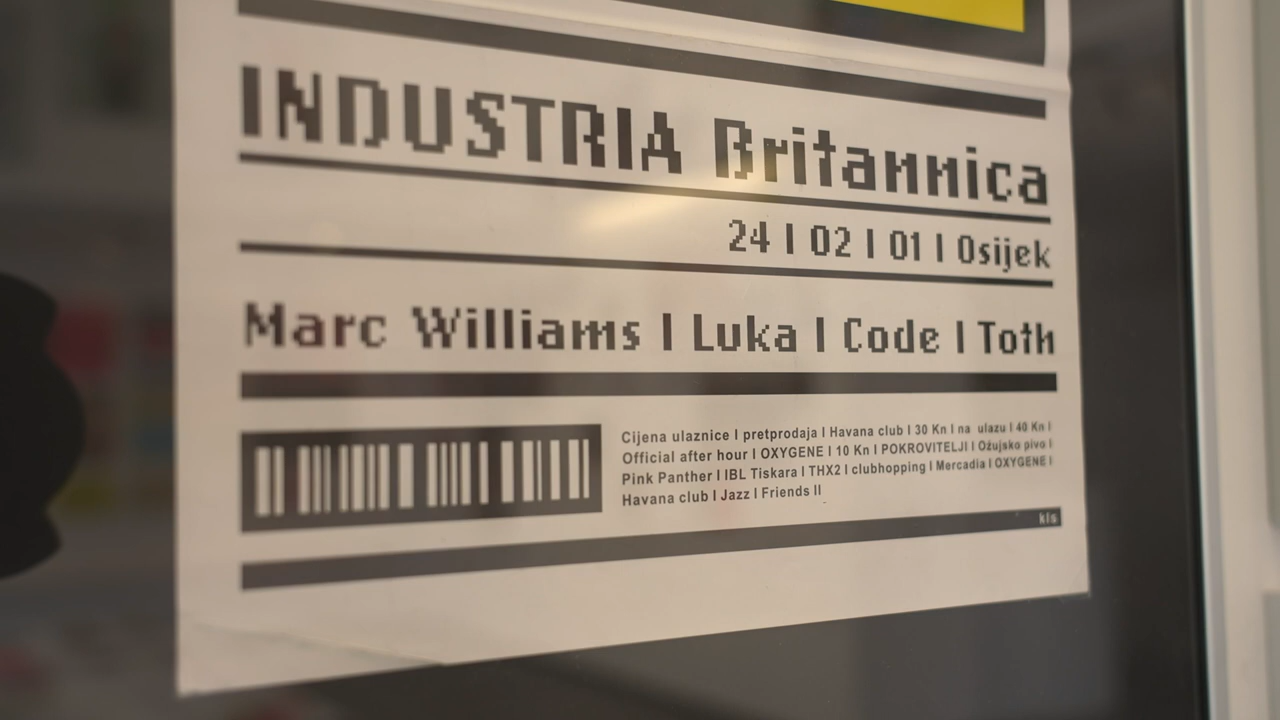 INDUSTRIA Britannica
24 I 02 I 01 I Osijek
Marc Williams I Luka I Code I Toth
Cijena ulaznice I pretprodaja I Havana club I 30 Kn I na ulazu I 40 Kn I
Official after hour I OXYGENE I 10 Kn I POKROVITELJI I Ožujsko pivo I
Pink Panther I IBL Tiskara I THX2 I clubhopping I Mercadia I OXYGENE I
Havana club I Jazz I Friends II
kls